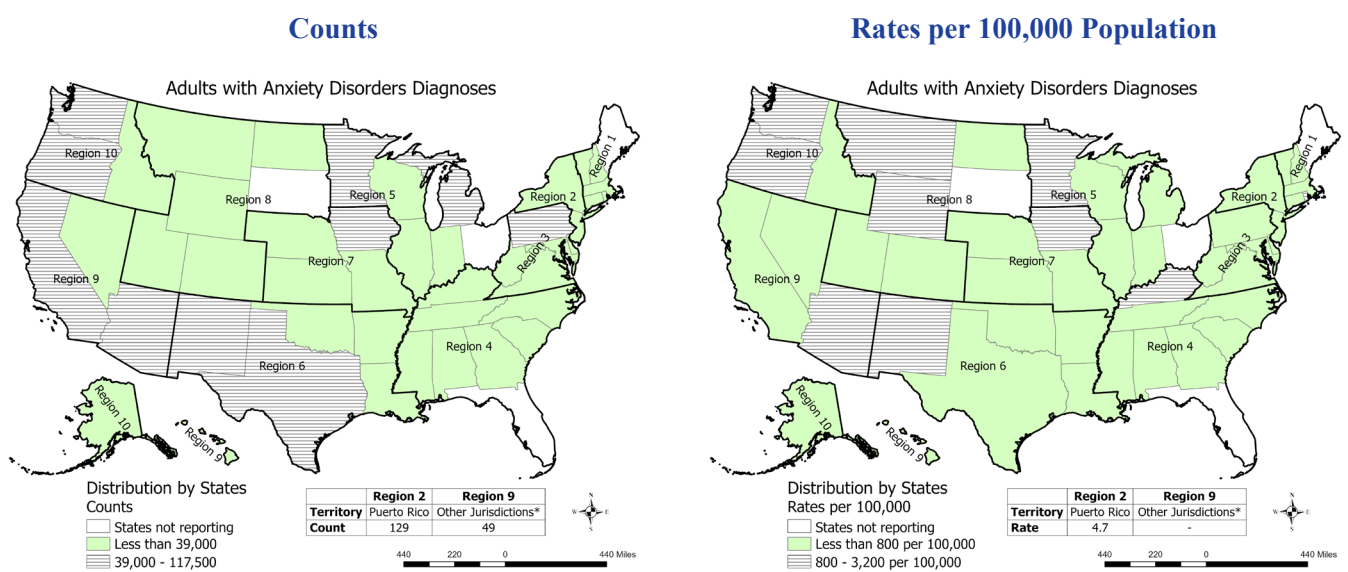 Counts
Adults with Anxiety Disorders Diagnoses
Region 10
Region 8
Region 5
Region 2
Region 1
Region 3
Region 7
Region 9
Region 6
Region 4
Region 10
Region 9
Distribution by States
Counts
States not reporting
Less than 39,000
39,000 - 117,500
Region 2 Region 9
Territory Puerto Rico Other Jurisdictions*
Count 129 49
N
W E
S
440 220 0 440 Miles
Rates per 100,000 Population
Adults with Anxiety Disorders Diagnoses
Region 10
Region 8
Region 5
Region 2
Region 1
Region 3
Region 7
Region 9
Region 6
Region 4
Region 10
Region 9
Distribution by States
Rates per 100,000
States not reporting
Less than 800 per 100,000
800 - 3,200 per 100,000
Region 2 Region 9
Territory Puerto Rico Other Jurisdictions*
Rate 4.7 -
N
W E
S
440 220 0 440 Miles